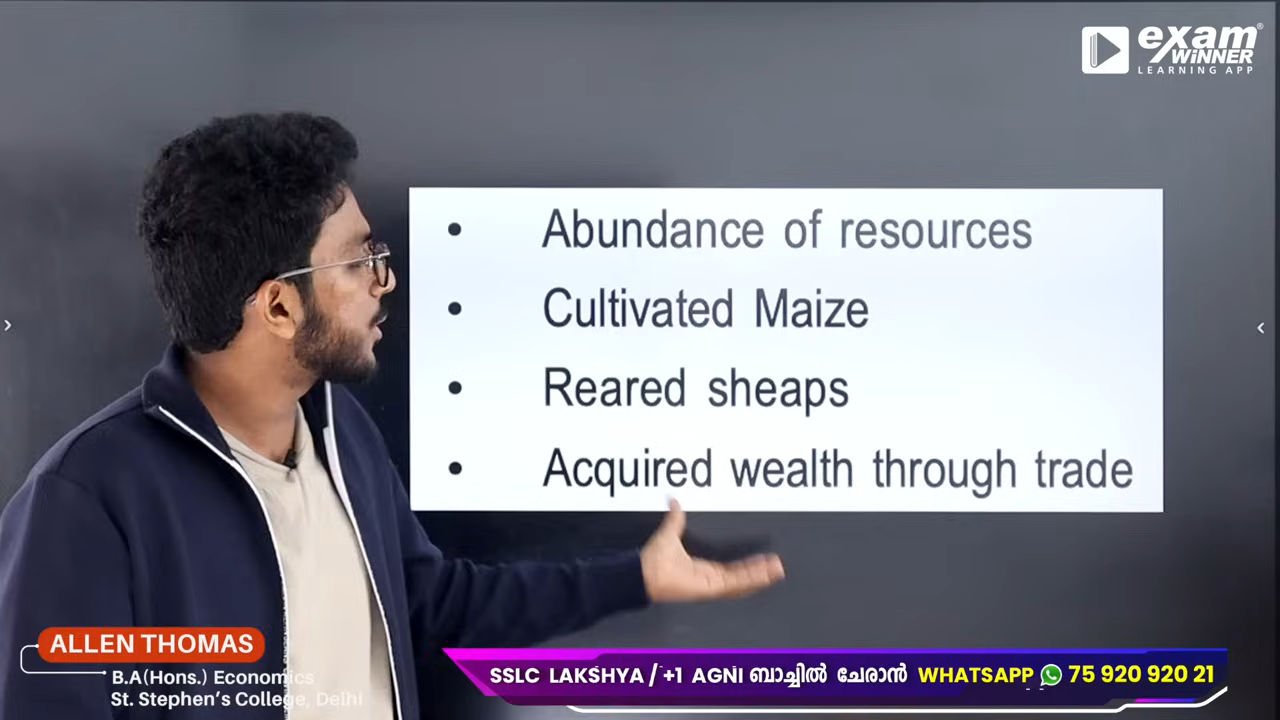 exam
WiNNER
LEARNING APP
• Abundance of resources
• Cultivated Maize
• Reared sheaps
• Acquired wealth through trade
ALLEN THOMAS
B.A(Hons.) Economics
St. Stephen's College, Delhi
SSLC LAKSHYA / +1 AGNI ബാച്ചിൽ ചേരാൻ WHATSAPP 75 920 920 21